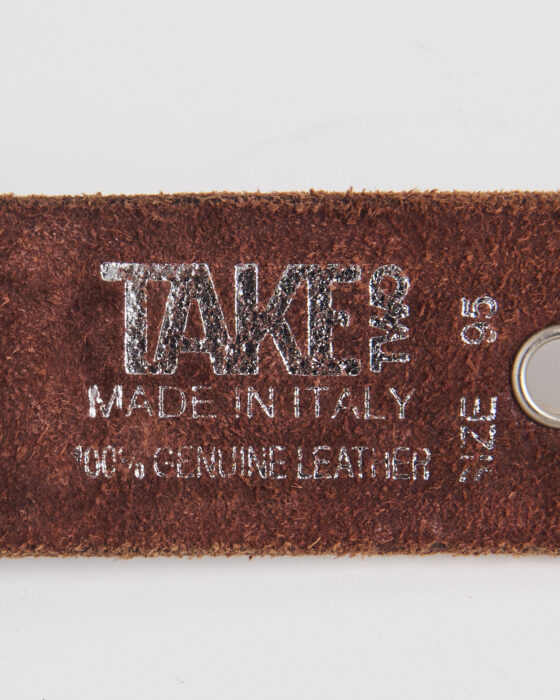 TAKE TWO
MADE IN ITALY
100% GENUINE LEATHER
SIZE 95